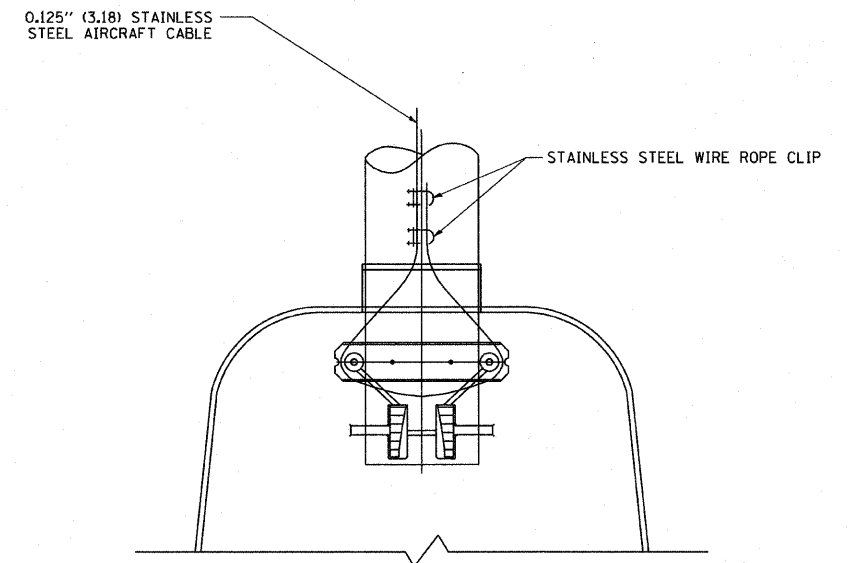 0.125" (3.18) STAINLESS
STEEL AIRCRAFT CABLE
STAINLESS STEEL WIRE ROPE CLIP